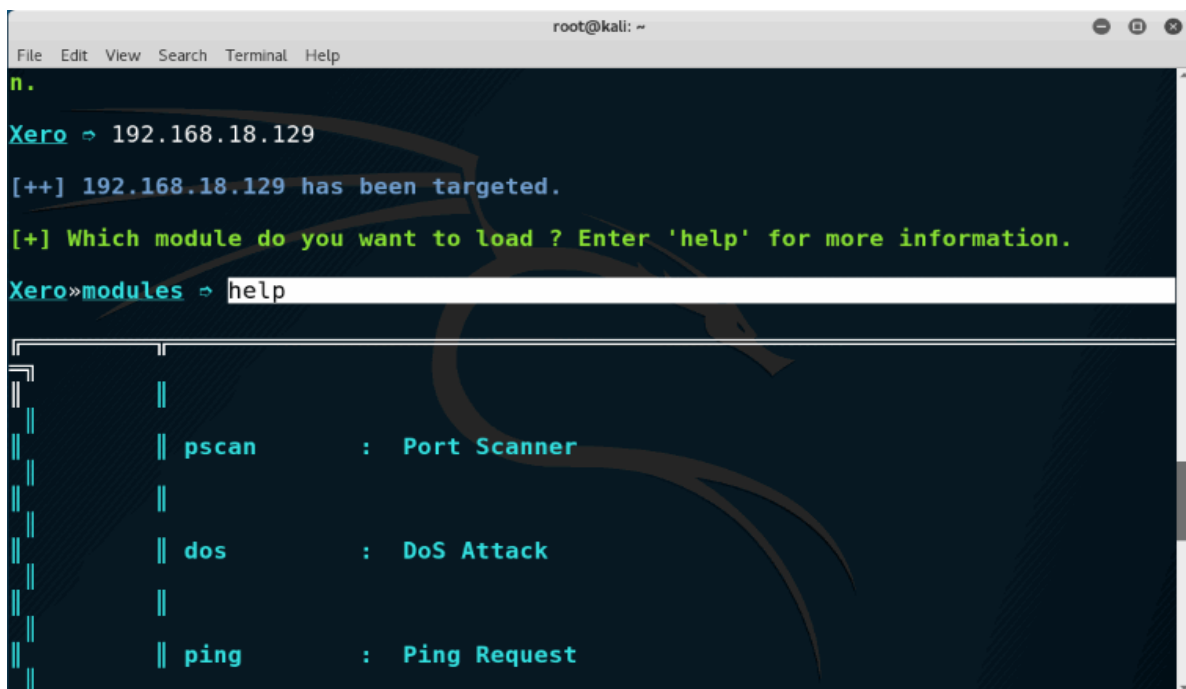 root@kali: ~
File Edit View Search Terminal Help
n.
Xero ⇨ 192.168.18.129
[++] 192.168.18.129 has been targeted.
[+] Which module do you want to load ? Enter 'help' for more information.
Xero»modules ⇨ help
pscan : Port Scanner
dos : DoS Attack
ping : Ping Request